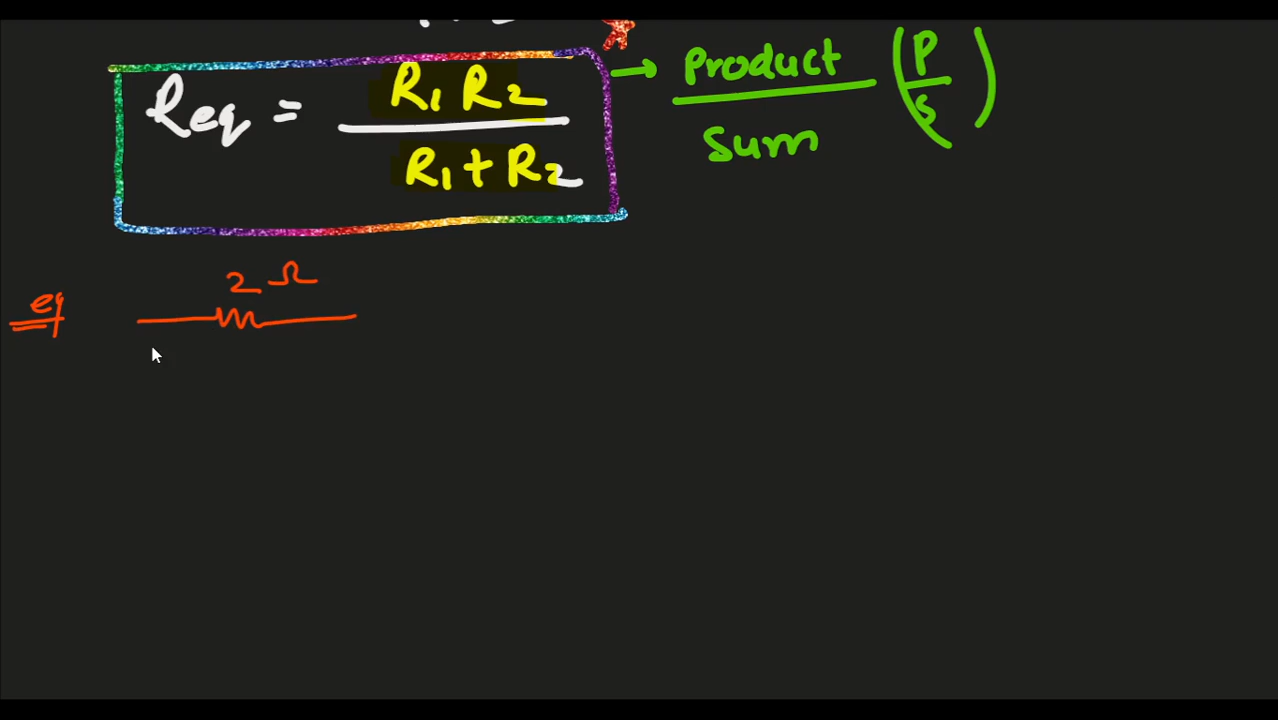 Req = R1 R2 / R1 + R2
→ Product / Sum (P/S)
eg
2 Ω